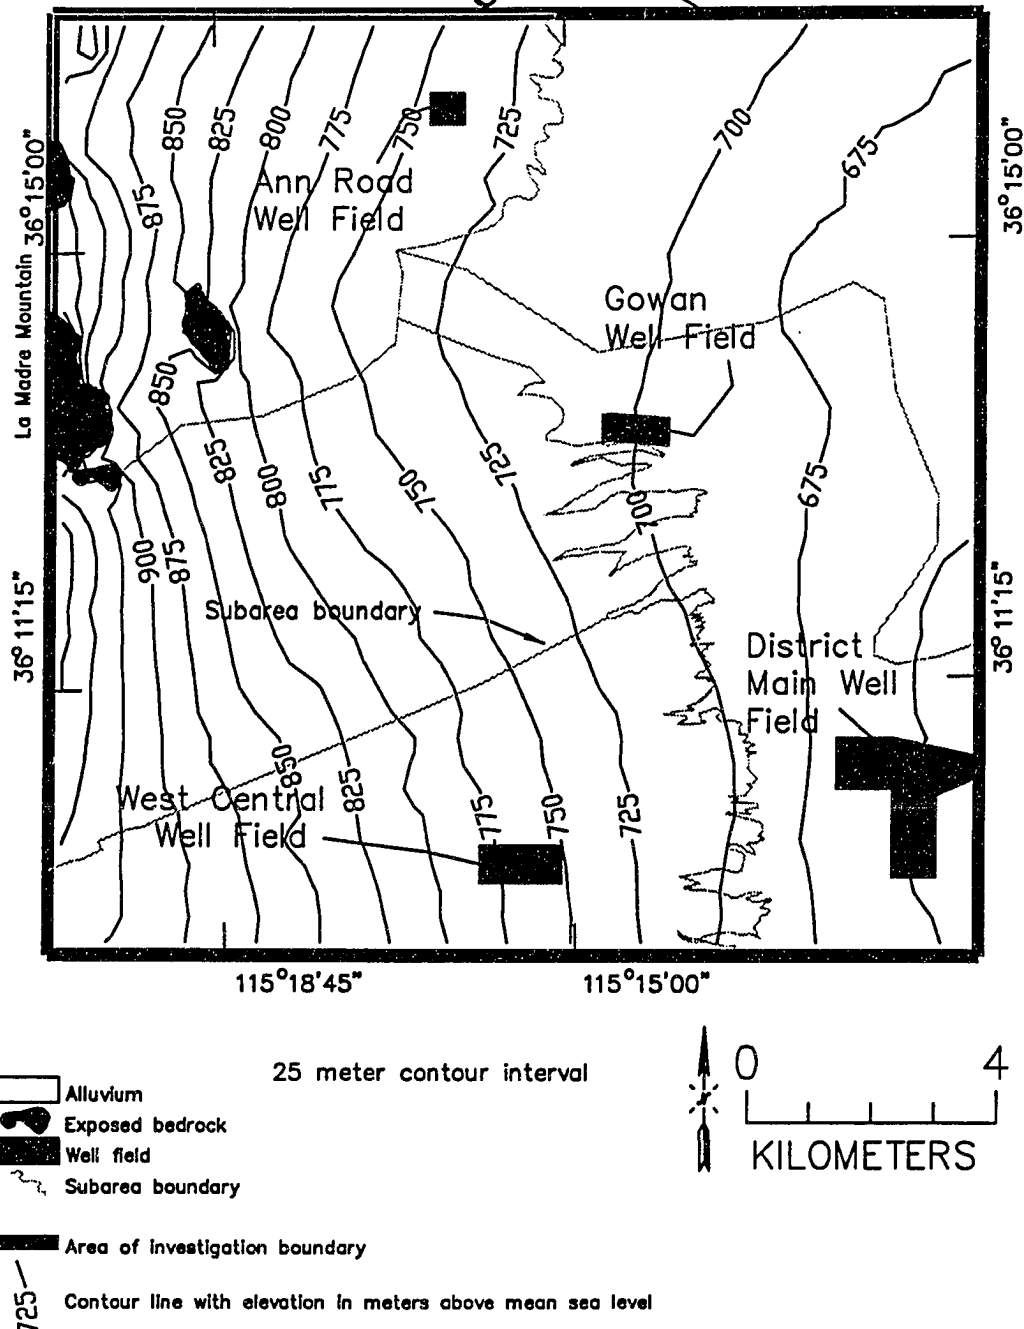 850
825
800
775
750
725
700
675
875
Ann Road
Well Field
36°15'00"
36°15'00"
La Madre Mountain
Gowan
Well Field
850
825
800
775
750
725
700
675
900
875
Subarea boundary
36°11'15"
36°11'15"
District
Main Well
Field
850
825
775
750
725
West Central
Well Field
115°18'45"
115°15'00"
25 meter contour interval
0
4
KILOMETERS
Alluvium
Exposed bedrock
Well field
Subarea boundary
Area of investigation boundary
725
Contour line with elevation in meters above mean sea level